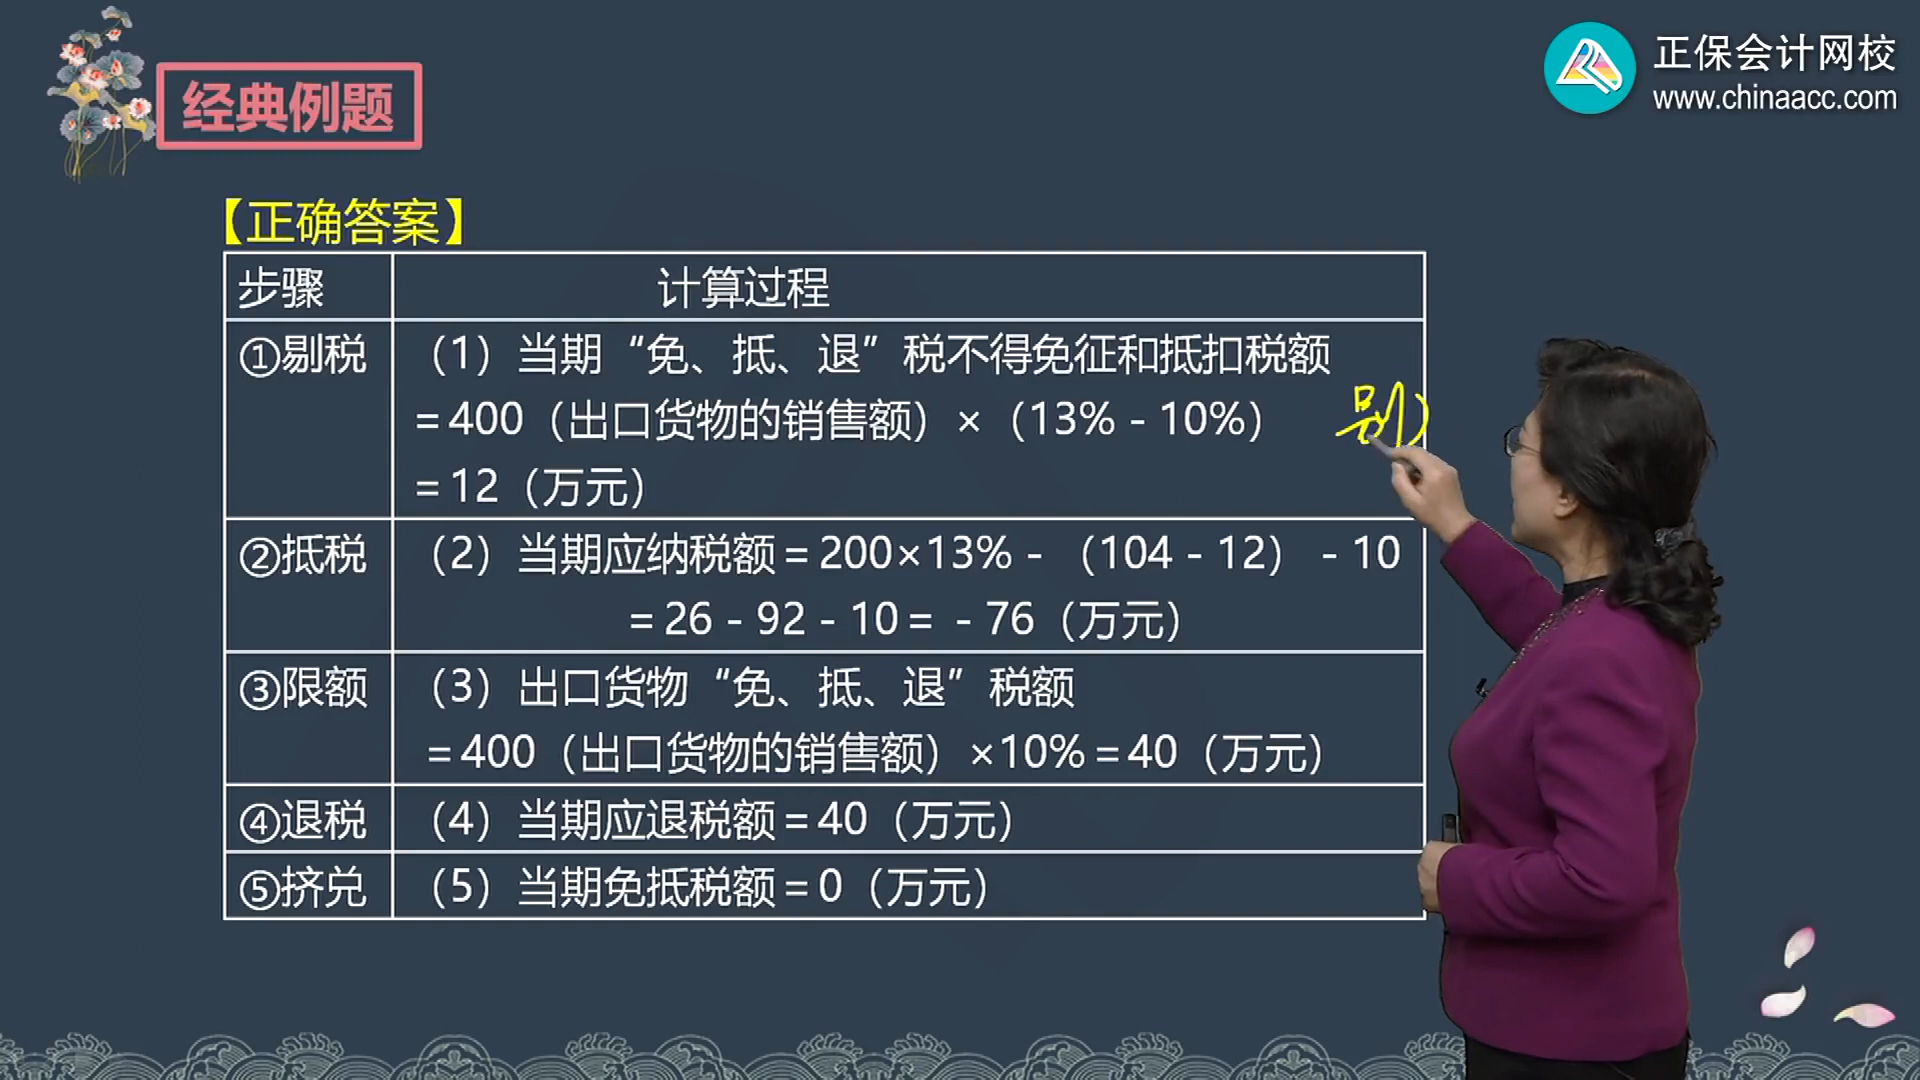 经典例题
正保会计网校
www.chinaacc.com
【正确答案】
步骤 计算过程
①剔税 （1）当期“免、抵、退”税不得免征和抵扣税额
＝400（出口货物的销售额）×（13%－10%）
＝12（万元）
②抵税 （2）当期应纳税额＝200×13%－（104－12）－10
＝26－92－10＝－76（万元）
③限额 （3）出口货物“免、抵、退”税额
＝400（出口货物的销售额）×10%＝40（万元）
④退税 （4）当期应退税额＝40（万元）
⑤挤兑 （5）当期免抵税额＝0（万元）